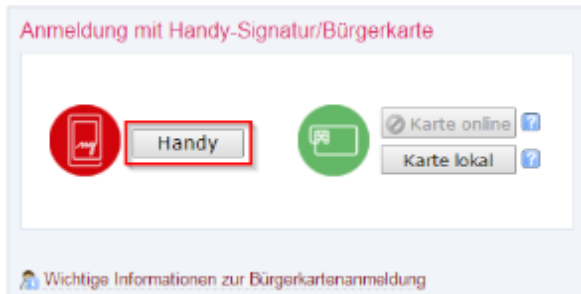 Anmeldung mit Handy-Signatur/Bürgerkarte
Handy
Karte online ?
Karte lokal ?
Wichtige Informationen zur Bürgerkartenanmeldung